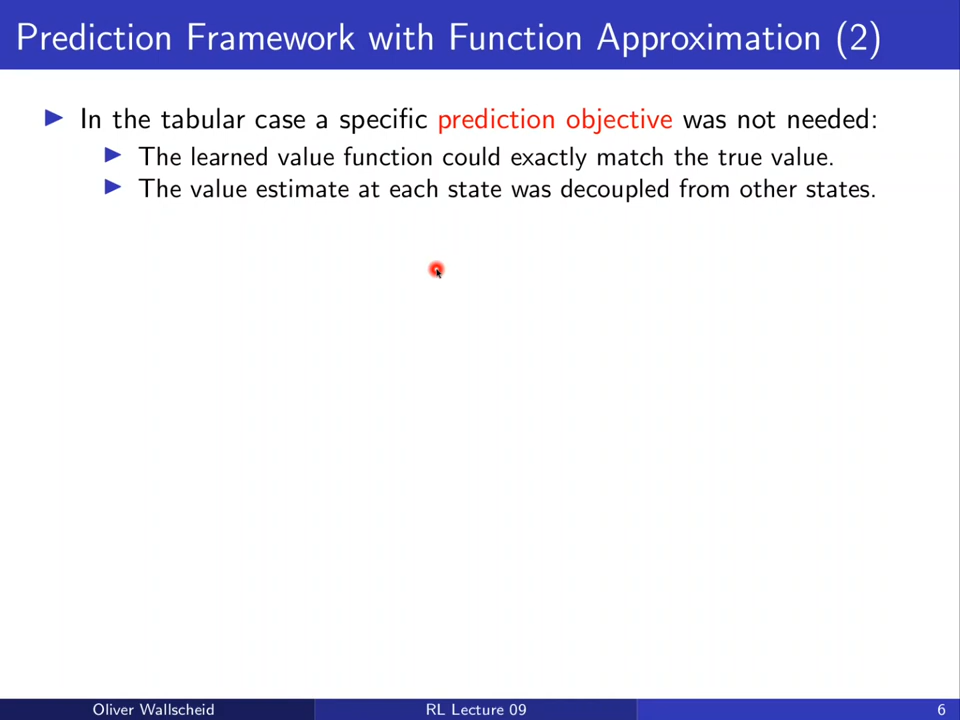 Prediction Framework with Function Approximation (2)
In the tabular case a specific prediction objective was not needed:
The learned value function could exactly match the true value.
The value estimate at each state was decoupled from other states.
Oliver Wallscheid
RL Lecture 09
6